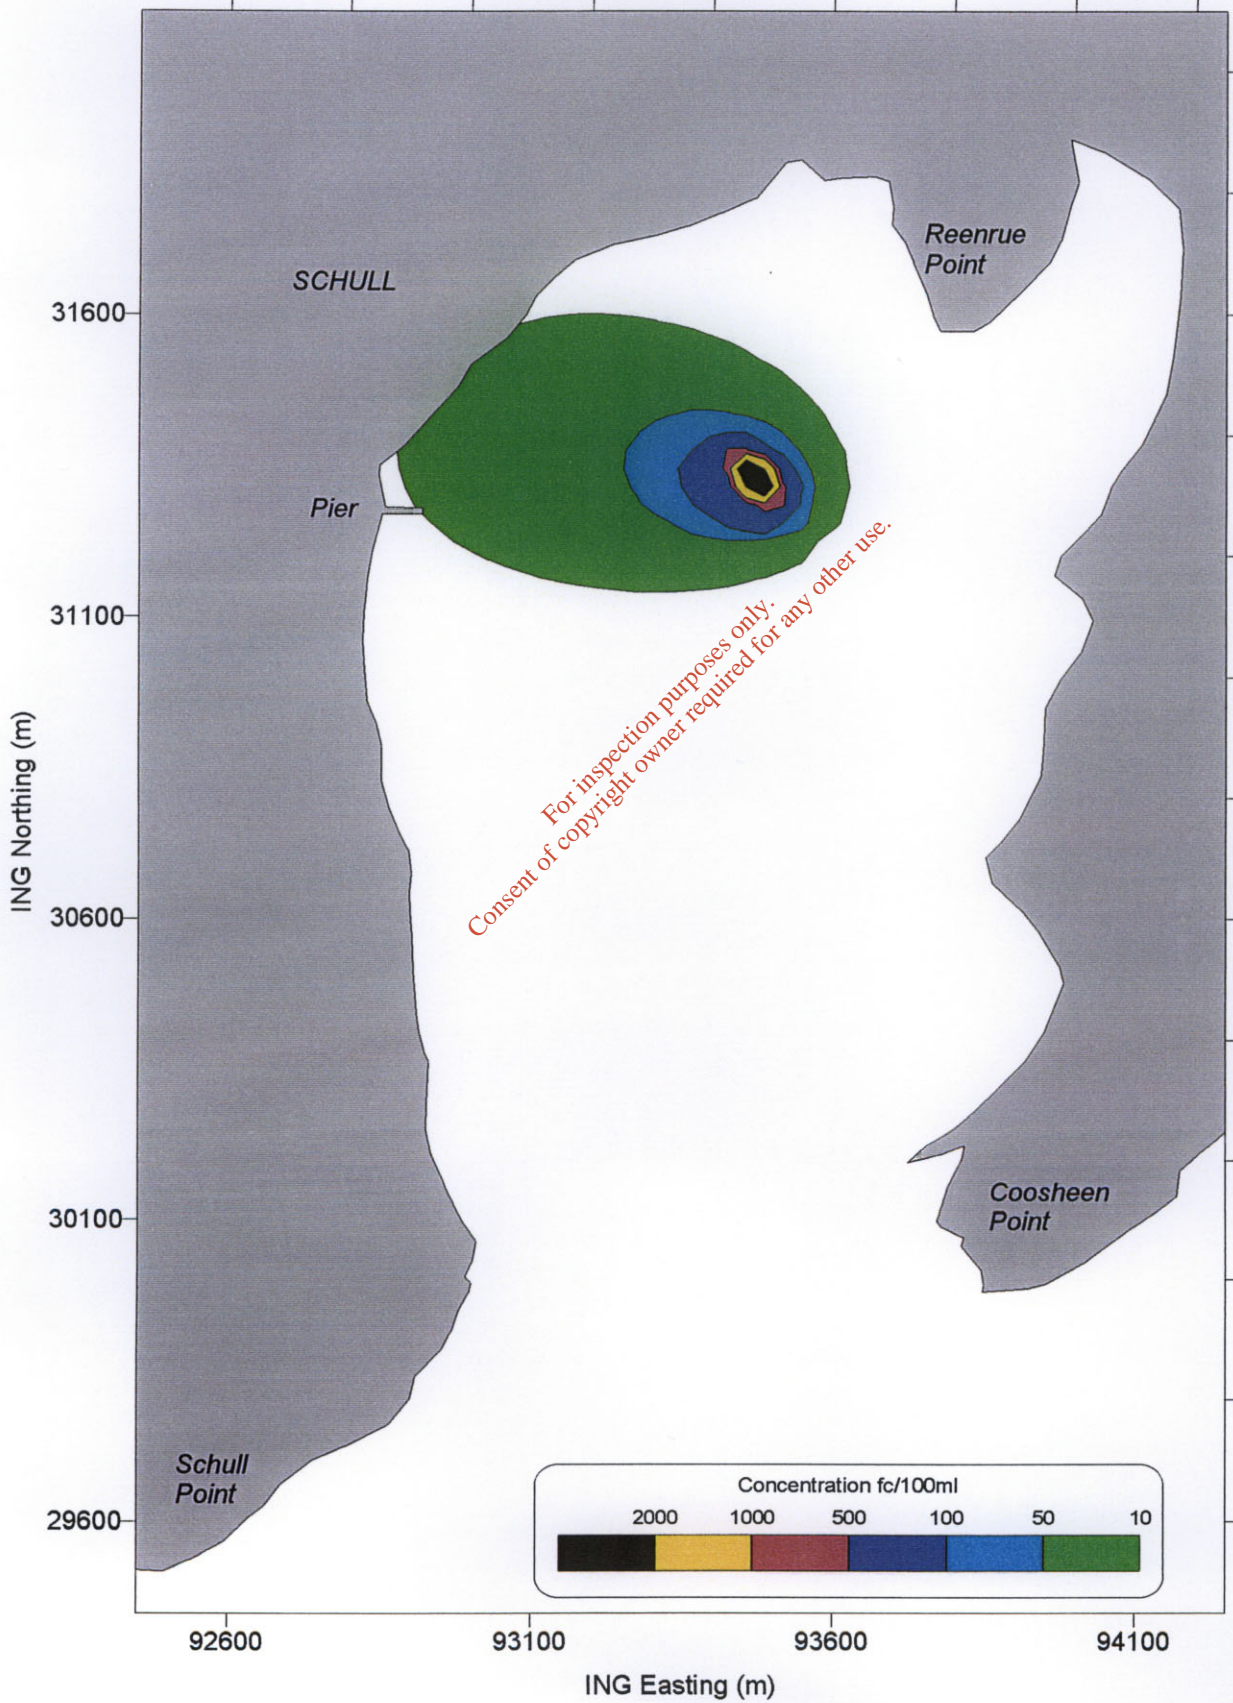 Reenrue
Point
SCHULL
31600
Pier
31100
For inspection purposes only.
Consent of copyright owner required for any other use.
ING Northing (m)
30600
30100
Coosheen
Point
Schull
Point
29600
Concentration fc/100ml
2000 1000 500 100 50 10
92600 93100 93600 94100
ING Easting (m)